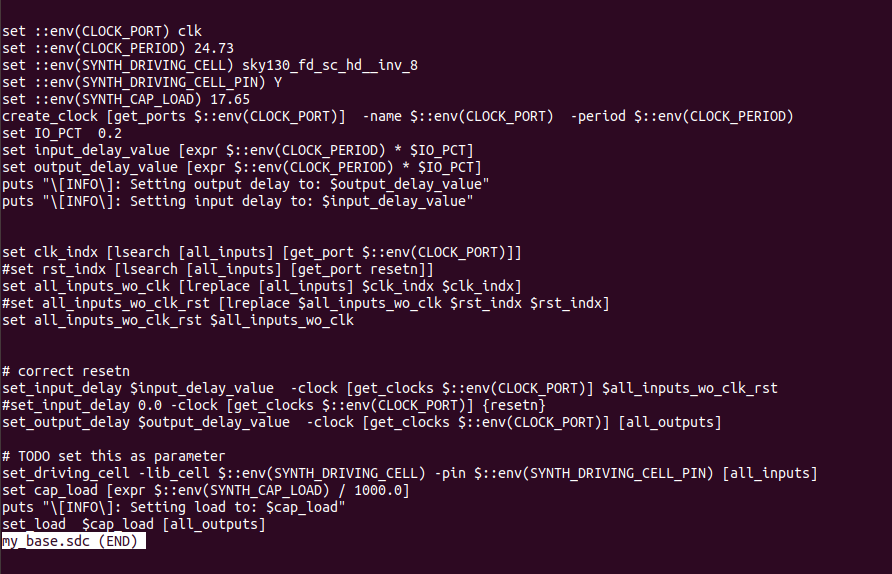 set ::env(CLOCK_PORT) clk
set ::env(CLOCK_PERIOD) 24.73
set ::env(SYNTH_DRIVING_CELL) sky130_fd_sc_hd__inv_8
set ::env(SYNTH_DRIVING_CELL_PIN) Y
set ::env(SYNTH_CAP_LOAD) 17.65
create_clock [get_ports $::env(CLOCK_PORT)]  -name $::env(CLOCK_PORT)  -period $::env(CLOCK_PERIOD)
set IO_PCT  0.2
set input_delay_value [expr $::env(CLOCK_PERIOD) * $IO_PCT]
set output_delay_value [expr $::env(CLOCK_PERIOD) * $IO_PCT]
puts "\[INFO\]: Setting output delay to: $output_delay_value"
puts "\[INFO\]: Setting input delay to: $input_delay_value"
set clk_indx [lsearch [all_inputs] [get_port $::env(CLOCK_PORT)]]
#set rst_indx [lsearch [all_inputs] [get_port resetn]]
set all_inputs_wo_clk [lreplace [all_inputs] $clk_indx $clk_indx]
#set all_inputs_wo_clk_rst [lreplace $all_inputs_wo_clk $rst_indx $rst_indx]
set all_inputs_wo_clk_rst $all_inputs_wo_clk
# correct resetn
set_input_delay $input_delay_value  -clock [get_clocks $::env(CLOCK_PORT)] $all_inputs_wo_clk_rst
#set_input_delay 0.0 -clock [get_clocks $::env(CLOCK_PORT)] {resetn}
set_output_delay $output_delay_value  -clock [get_clocks $::env(CLOCK_PORT)] [all_outputs]
# TODO set this as parameter
set_driving_cell -lib_cell $::env(SYNTH_DRIVING_CELL) -pin $::env(SYNTH_DRIVING_CELL_PIN) [all_inputs]
set cap_load [expr $::env(SYNTH_CAP_LOAD) / 1000.0]
puts "\[INFO\]: Setting load to: $cap_load"
set_load  $cap_load [all_outputs]
my_base.sdc (END)